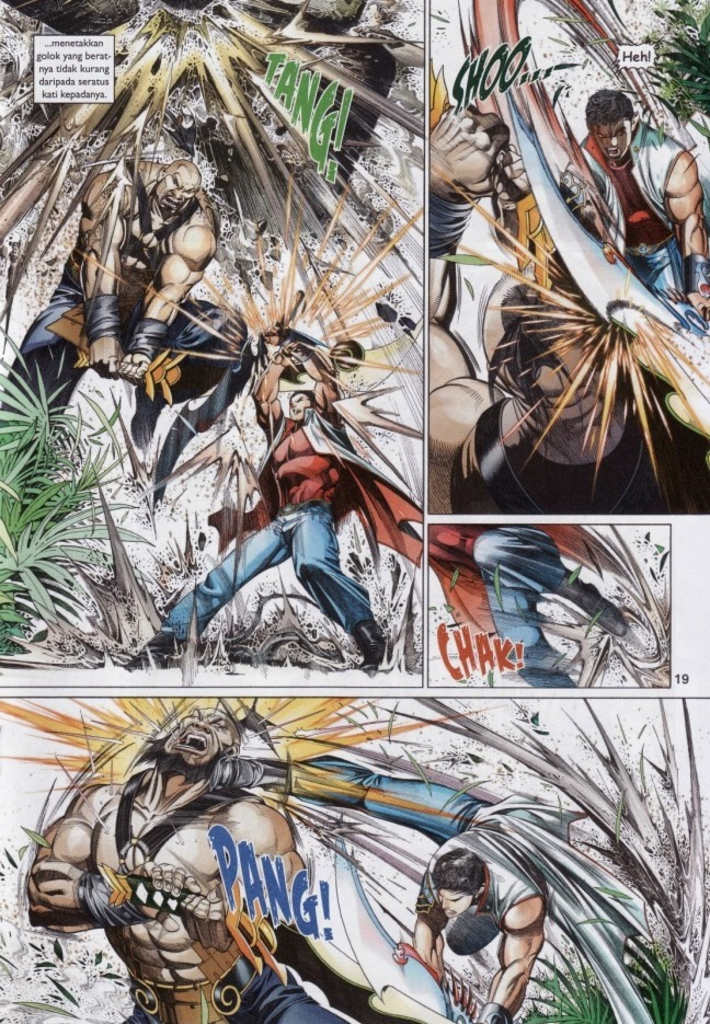 ...menetakkan
golok yang berat-
nya tidak kurang
daripada seratus
kati kepadanya.
TANG!
SHOO.....
Heh!
CHAK!
19
PANG!